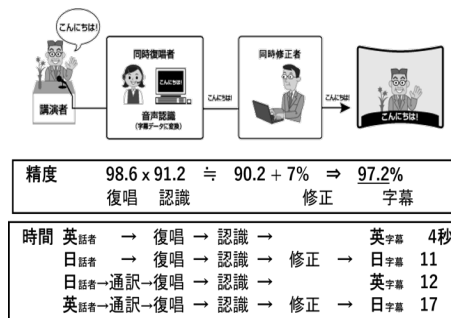 こんにちは!
講演者
同時復唱者
こんにちは!
音声認識
(字幕データに変換)
こんにちは!
同時修正者
こんにちは!
こんにちは!
精度 98.6 x 91.2 ≒ 90.2 + 7% ⇒ 97.2%
復唱 認識 修正 字幕
時間 英話者 → 復唱 → 認識 → 英字幕 4秒
日話者 → 復唱 → 認識 → 修正 → 日字幕 11
日話者→通訳→復唱 → 認識 → 英字幕 12
英話者→通訳→復唱 → 認識 → 修正 → 日字幕 17